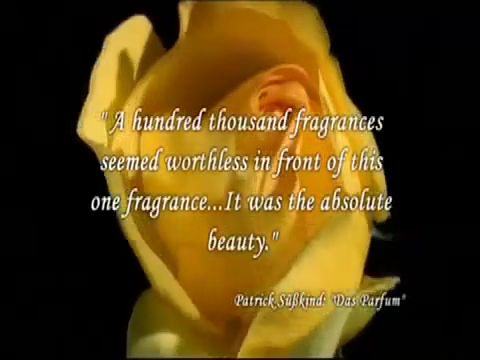 "A hundred thousand fragrances
seemed worthless in front of this
one fragrance...It was the absolute
beauty."
Patrick Süßkind: "Das Parfum"